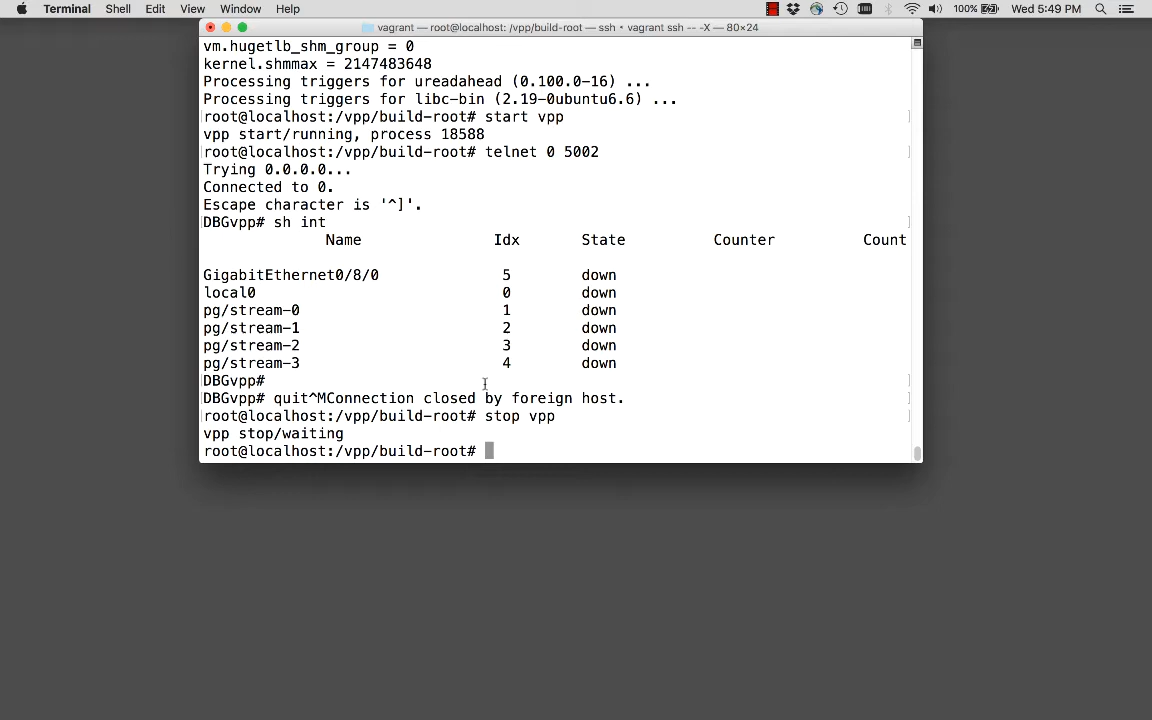 Terminal Shell Edit View Window Help 100% Wed 5:49 PM
vagrant — root@localhost: /vpp/build-root — ssh • vagrant ssh -- -X — 80×24
vm.hugetlb_shm_group = 0
kernel.shmmax = 2147483648
Processing triggers for ureadahead (0.100.0-16) ...
Processing triggers for libc-bin (2.19-0ubuntu6.6) ...
root@localhost:/vpp/build-root# start vpp
vpp start/running, process 18588
root@localhost:/vpp/build-root# telnet 0 5002
Trying 0.0.0.0...
Connected to 0.
Escape character is '^]'.
DBGvpp# sh int
Name Idx State Counter Count
GigabitEthernet0/8/0 5 down
local0 0 down
pg/stream-0 1 down
pg/stream-1 2 down
pg/stream-2 3 down
pg/stream-3 4 down
DBGvpp#
DBGvpp# quit^MConnection closed by foreign host.
root@localhost:/vpp/build-root# stop vpp
vpp stop/waiting
root@localhost:/vpp/build-root#